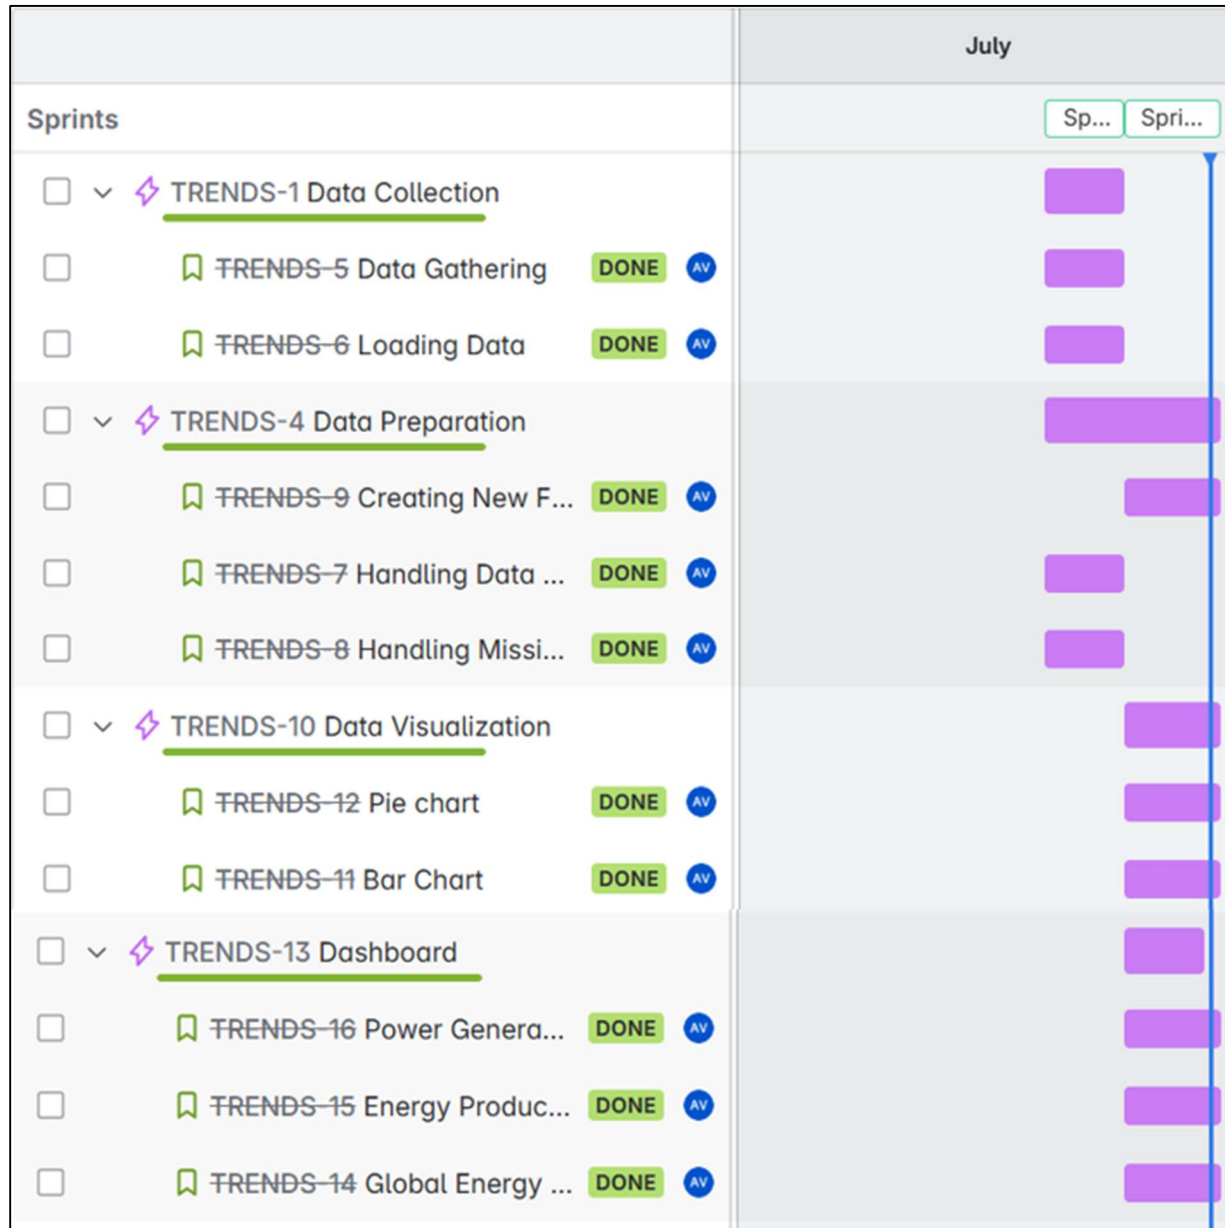 July
Sprints Sp... Spri...
TRENDS-1 Data Collection
TRENDS-5 Data Gathering DONE AV
TRENDS-6 Loading Data DONE AV
TRENDS-4 Data Preparation
TRENDS-9 Creating New F... DONE AV
TRENDS-7 Handling Data ... DONE AV
TRENDS-8 Handling Missi... DONE AV
TRENDS-10 Data Visualization
TRENDS-12 Pie chart DONE AV
TRENDS-11 Bar Chart DONE AV
TRENDS-13 Dashboard
TRENDS-16 Power Genera... DONE AV
TRENDS-15 Energy Produc... DONE AV
TRENDS-14 Global Energy ... DONE AV